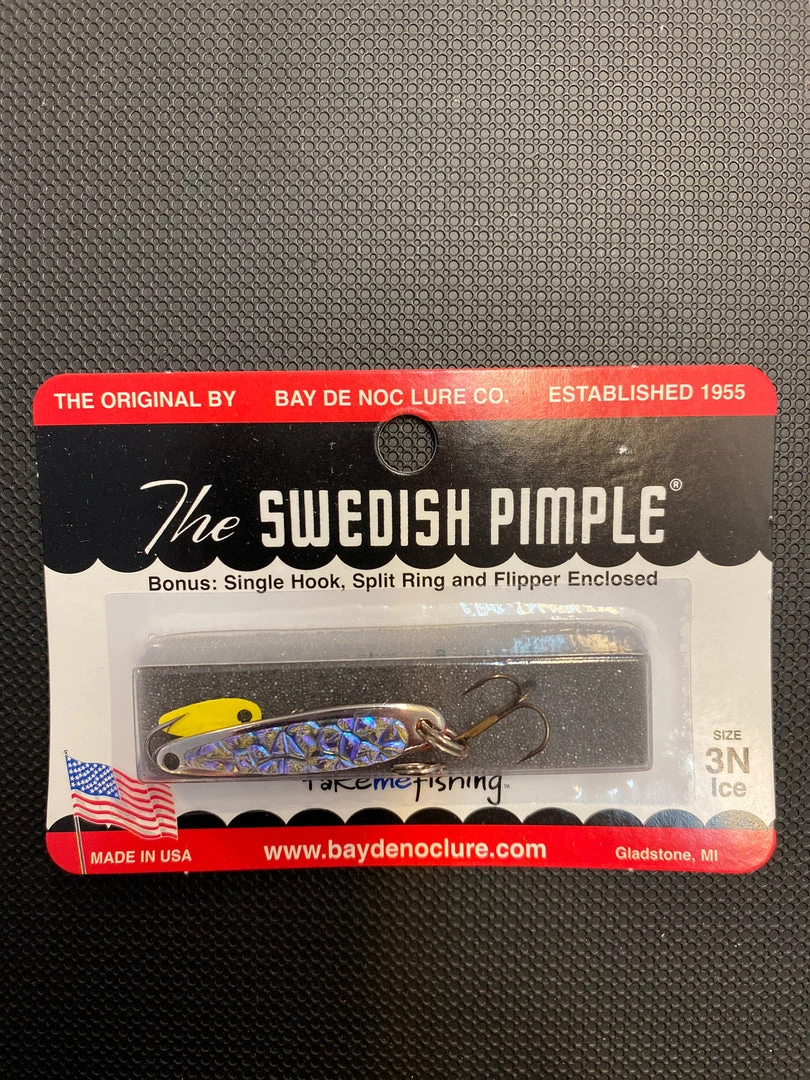 THE ORIGINAL BY BAY DE NOC LURE CO. ESTABLISHED 1955
The SWEDISH PIMPLE®
Bonus: Single Hook, Split Ring and Flipper Enclosed
SIZE
3N
Ice
takemefishing™
MADE IN USA www.baydenoclure.com Gladstone, MI